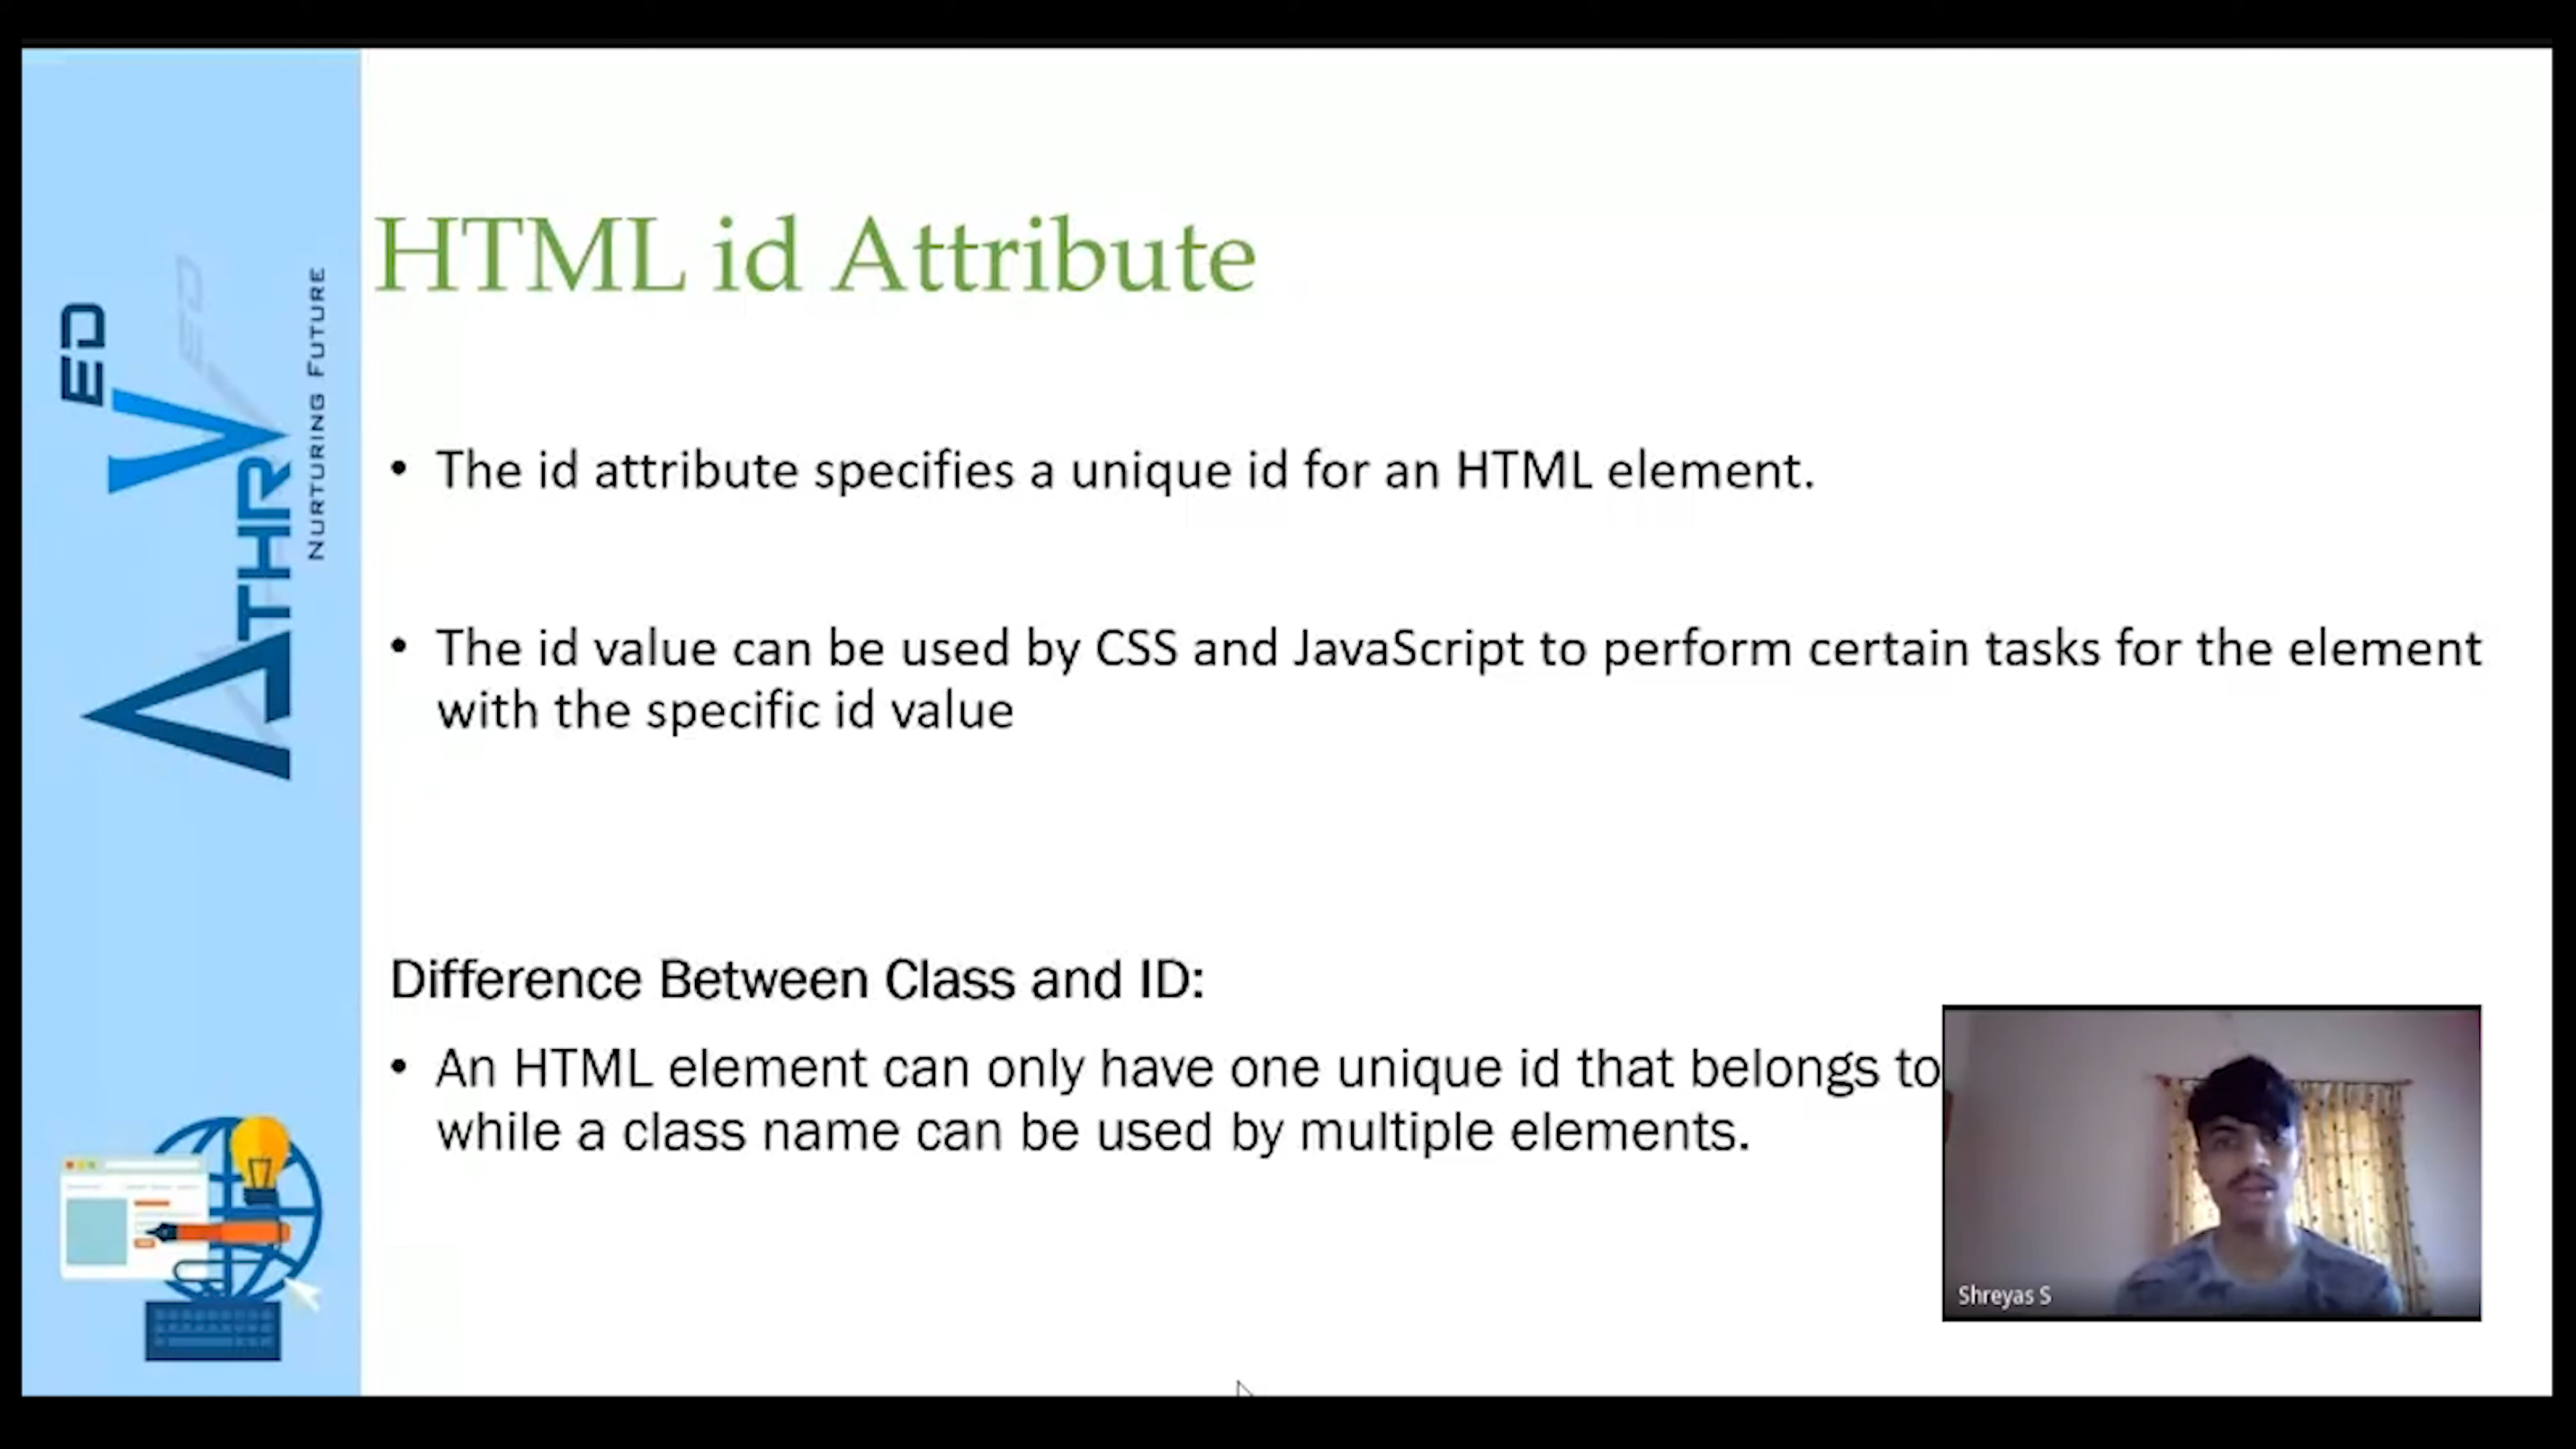 HTML id Attribute
• The id attribute specifies a unique id for an HTML element.
• The id value can be used by CSS and JavaScript to perform certain tasks for the element
with the specific id value
Difference Between Class and ID:
• An HTML element can only have one unique id that belongs to
while a class name can be used by multiple elements.
ATHRVED
NURTURING FUTURE
Shreyas S